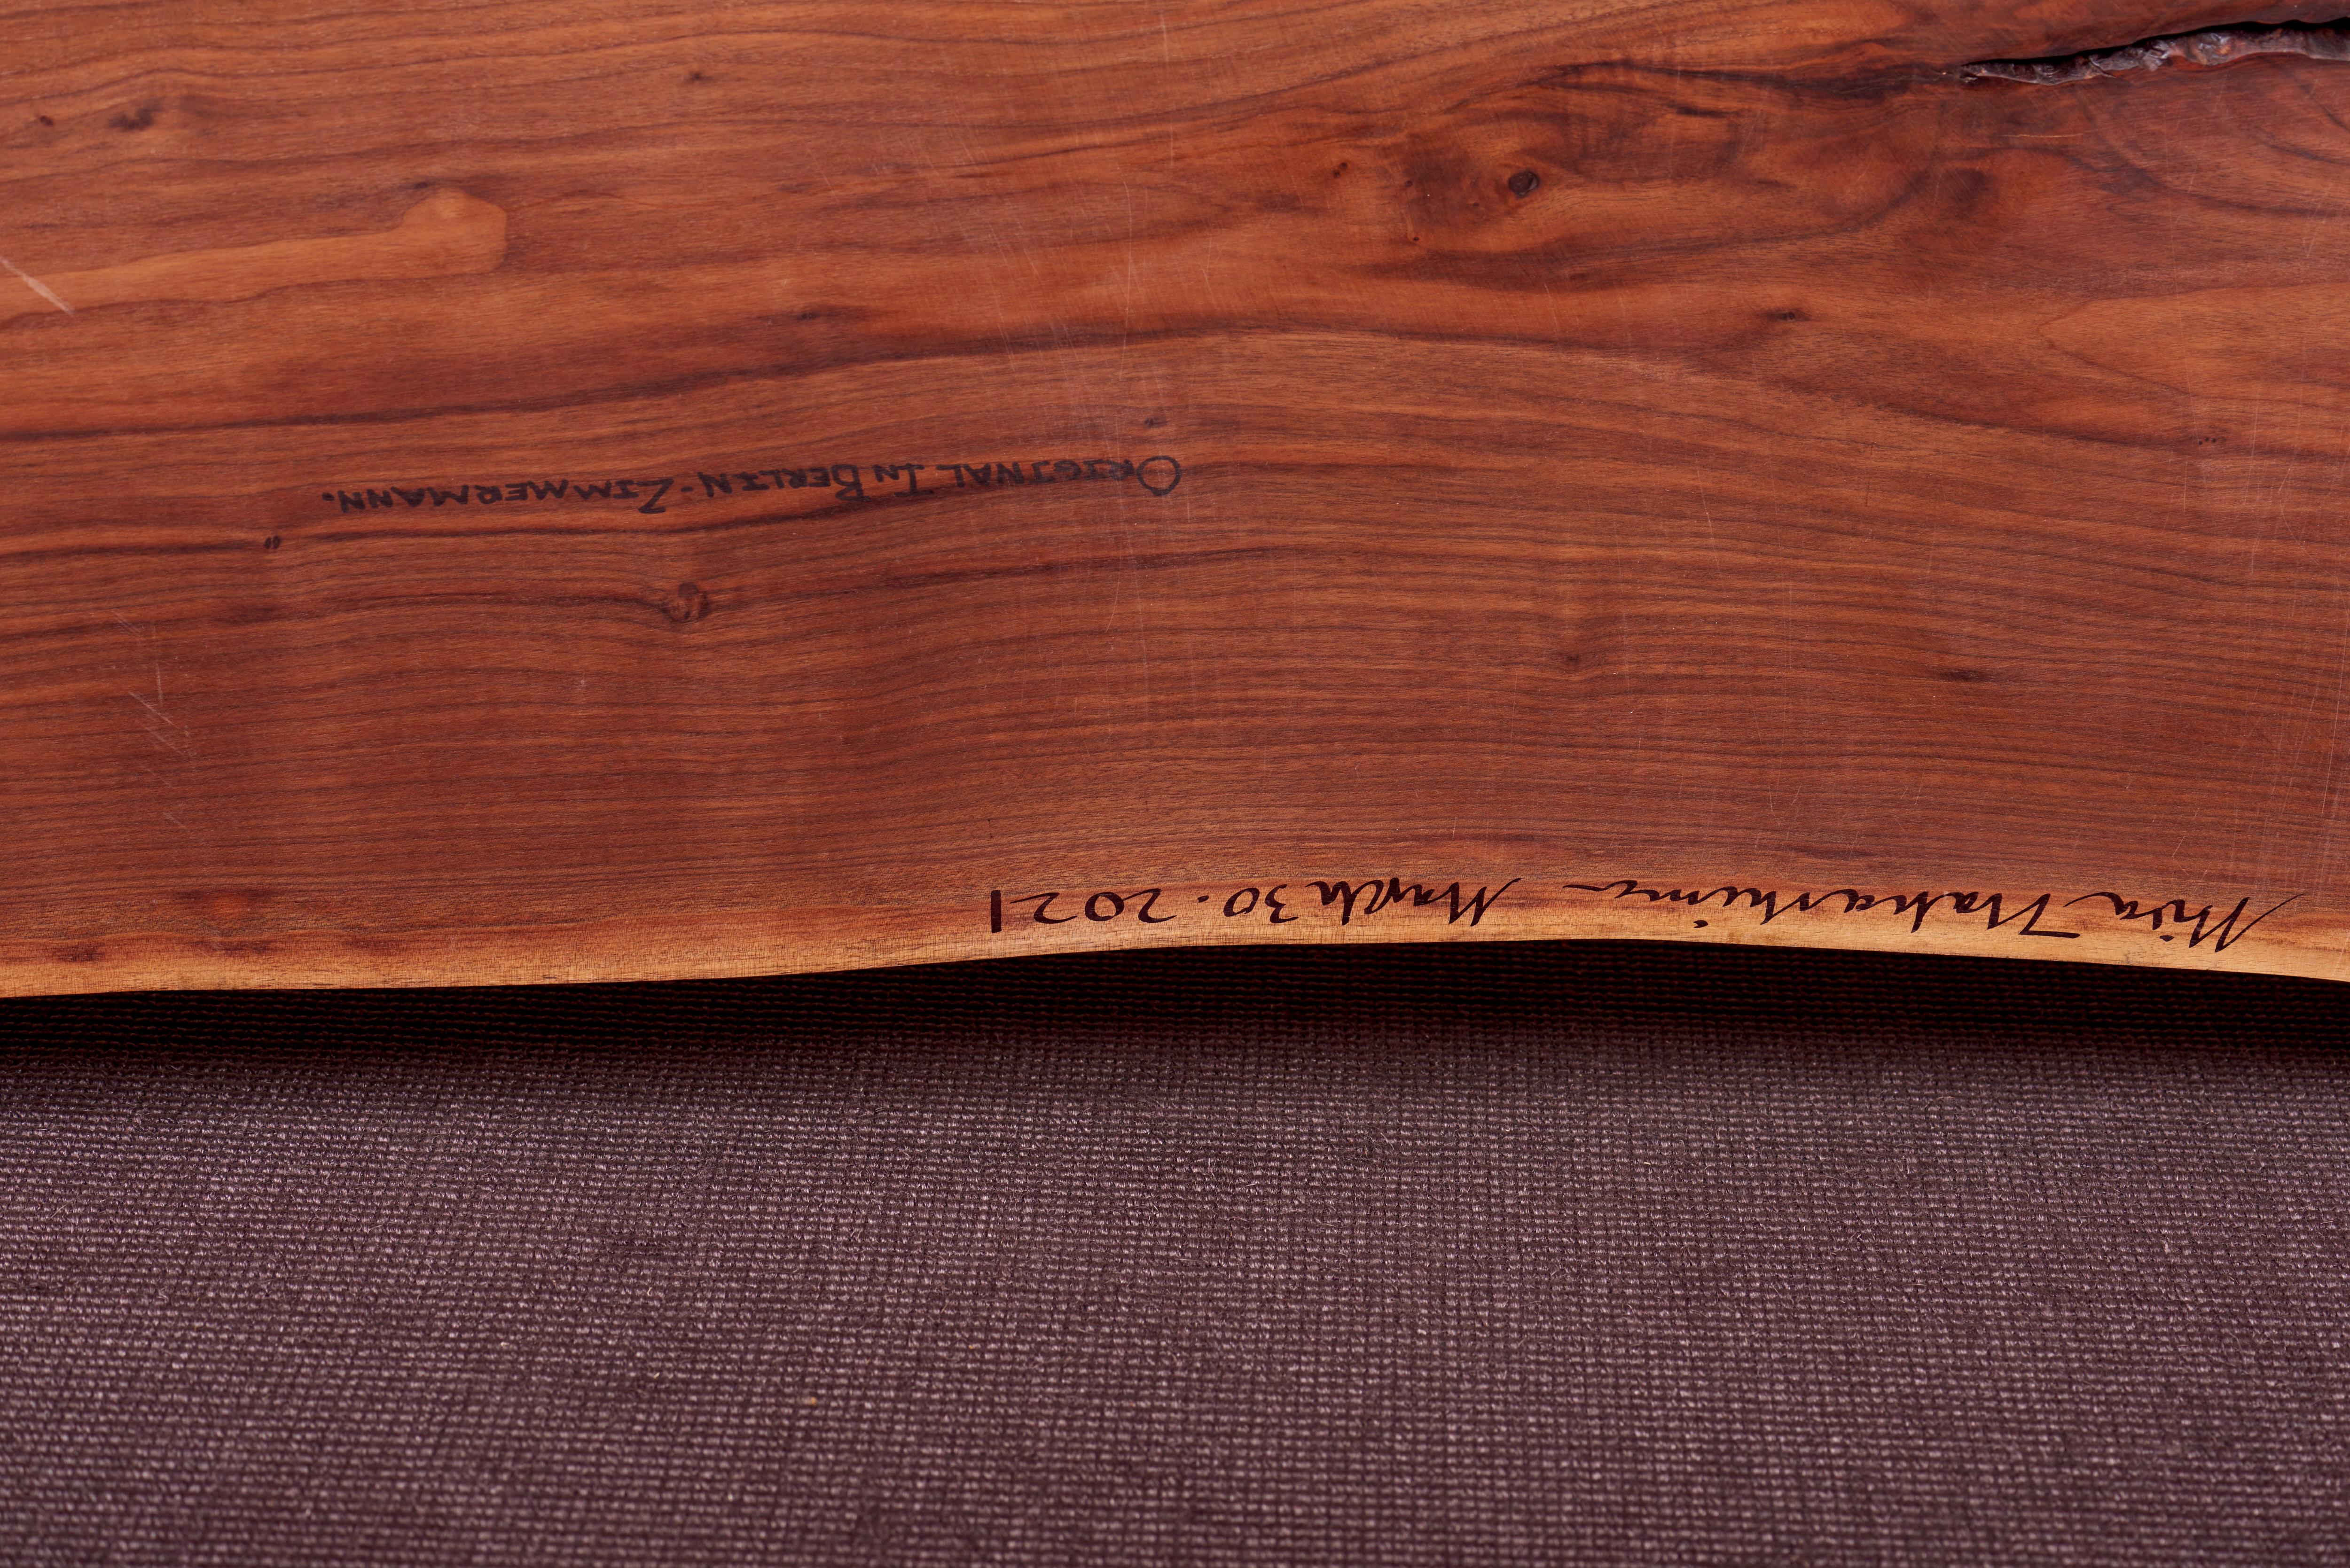 Mira Nakashima March 30. 2021
ORIGINAL IN BERLIN-ZIMMERMANN.